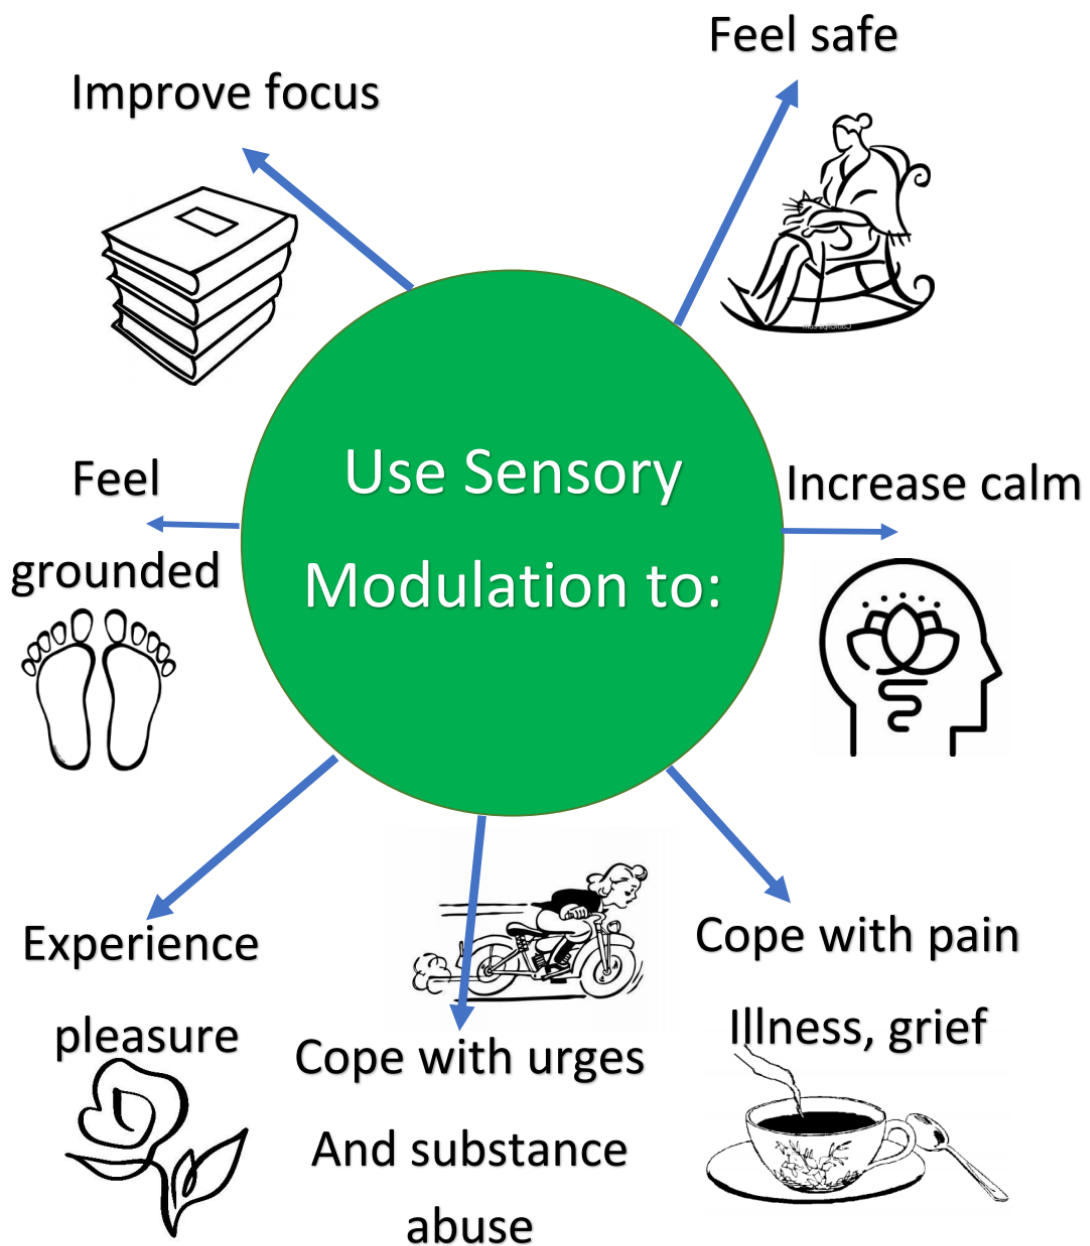 Feel safe
Improve focus
Use Sensory
Modulation to:
Feel
grounded
Increase calm
Experience
pleasure
Cope with urges
And substance
abuse
Cope with pain
Illness, grief